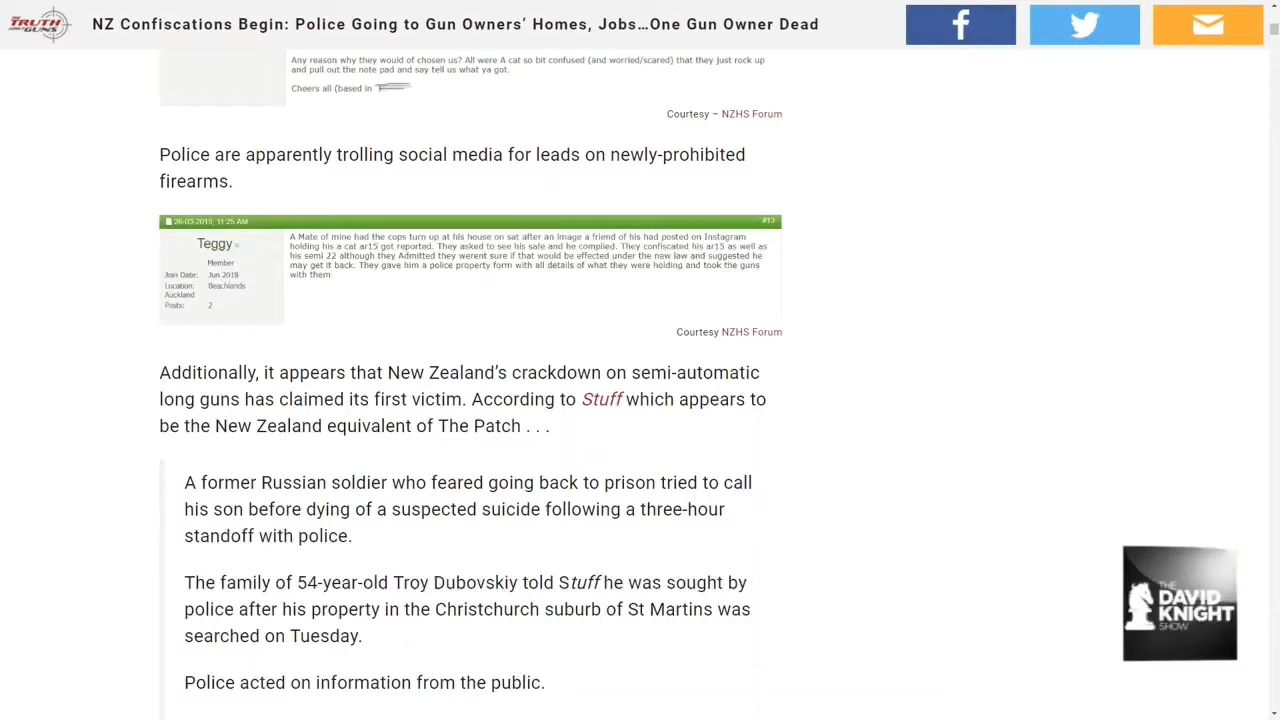 THE TRUTH ABOUT GUNS
NZ Confiscations Begin: Police Going to Gun Owners’ Homes, Jobs…One Gun Owner Dead
Any reason why they would of chosen us? All were A cat so bit confused (and worried/scared) that they just rock up
and pull out the note pad and say tell us what ya got.
Cheers all (based in
Courtesy – NZHS Forum
Police are apparently trolling social media for leads on newly-prohibited
firearms.
26-03-2019, 11:25 AM
#13
Teggy
Member
Join Date: Jun 2018
Location: Beachlands
Auckland
Posts: 2
A Mate of mine had the cops turn up at his house on sat after an image a friend of his had posted on Instagram
holding his a cat ar15 got reported. They asked to see his safe and he complied. They confiscated his ar15 as well as
his semi 22 although they Admitted they werent sure if that would be effected under the new law and suggested he
may get it back. They gave him a police property form with all details of what they were holding and took the guns
with them
Courtesy NZHS Forum
Additionally, it appears that New Zealand’s crackdown on semi-automatic
long guns has claimed its first victim. According to Stuff which appears to
be the New Zealand equivalent of The Patch . . .
A former Russian soldier who feared going back to prison tried to call
his son before dying of a suspected suicide following a three-hour
standoff with police.
The family of 54-year-old Troy Dubovskiy told Stuff he was sought by
police after his property in the Christchurch suburb of St Martins was
searched on Tuesday.
Police acted on information from the public.
THE
DAVID
KNIGHT
SHOW